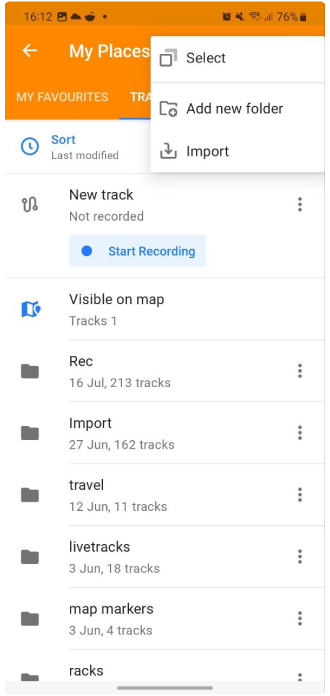 16:12
76%
My Places
Select
MY FAVOURITES
TRA
Add new folder
Sort
Last modified
Import
New track
Not recorded
Start Recording
Visible on map
Tracks 1
Rec
16 Jul, 213 tracks
Import
27 Jun, 162 tracks
travel
12 Jun, 11 tracks
livetracks
3 Jun, 18 tracks
map markers
3 Jun, 4 tracks
racks